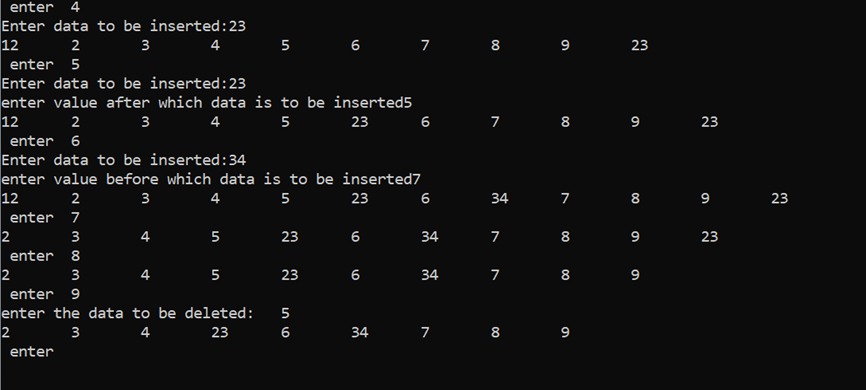 enter  4
Enter data to be inserted:23
12      2       3       4       5       6       7       8       9       23
 enter  5
Enter data to be inserted:23
enter value after which data is to be inserted5
12      2       3       4       5       23      6       7       8       9       23
 enter  6
Enter data to be inserted:34
enter value before which data is to be inserted7
12      2       3       4       5       23      6       34      7       8       9       23
 enter  7
2       3       4       5       23      6       34      7       8       9       23
 enter  8
2       3       4       5       23      6       34      7       8       9
 enter  9
enter the data to be deleted:   5
2       3       4       23      6       34      7       8       9
 enter